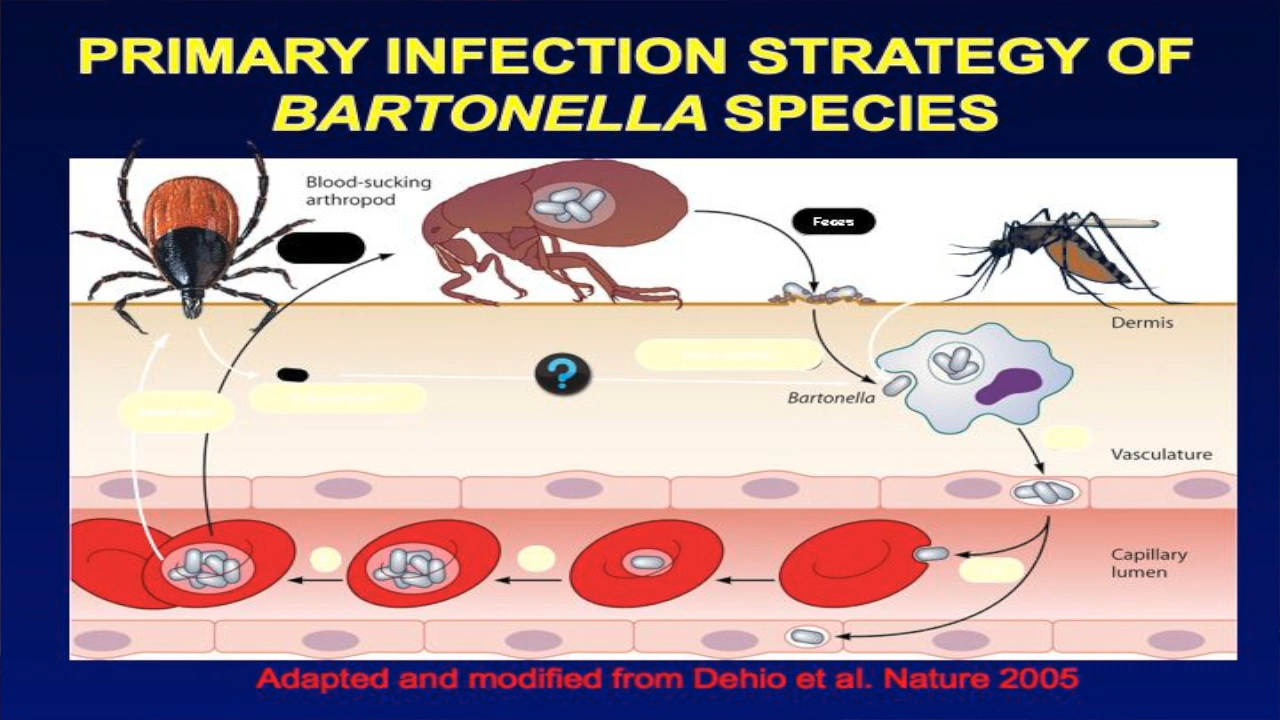 PRIMARY INFECTION STRATEGY OF
BARTONELLA SPECIES
Blood-sucking
arthropod
Feces
Dermis
?
Bartonella
Vasculature
Capillary
lumen
Adapted and modified from Dehio et al. Nature 2005